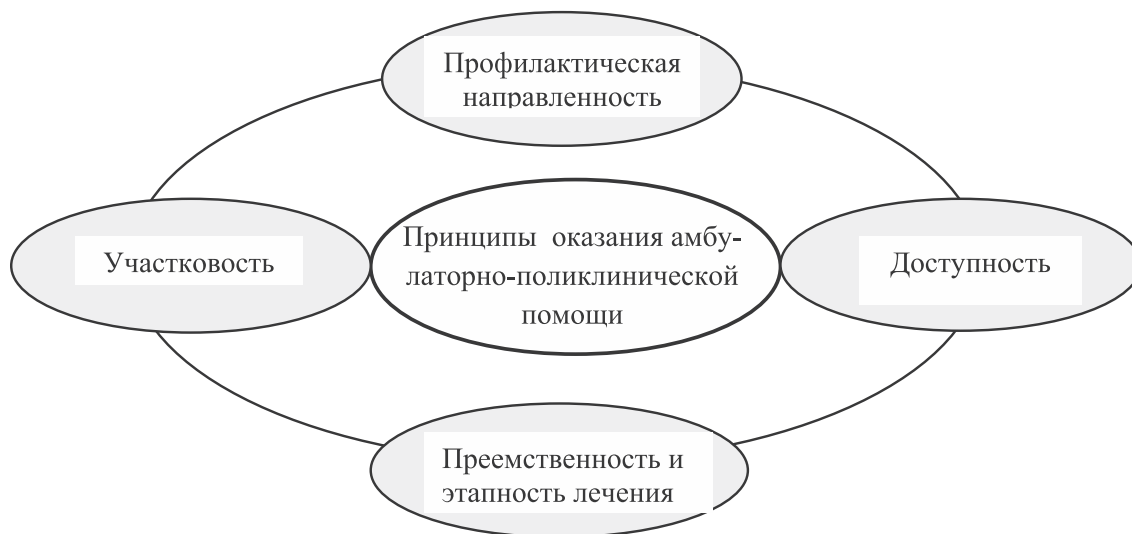 Профилактическая
направленность
Участковость
Принципы оказания амбу-
латорно-поликлинической
помощи
Доступность
Преемственность и
этапность лечения